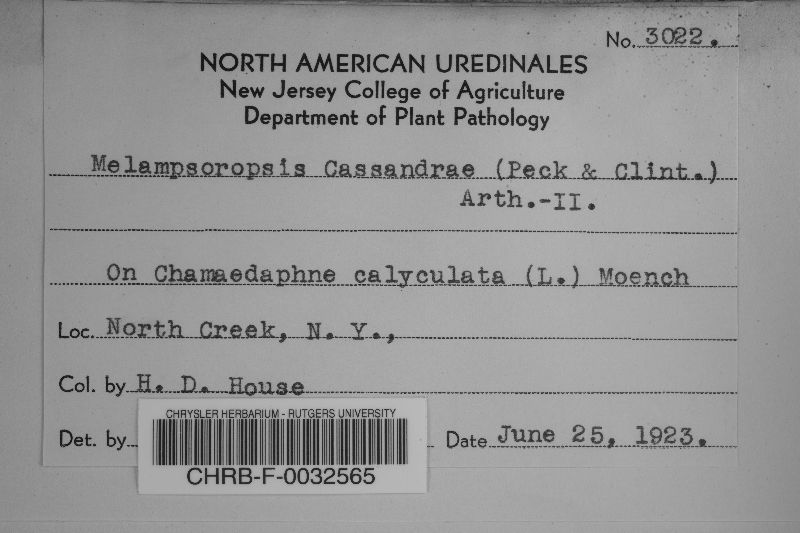 No. 3022.
NORTH AMERICAN UREDINALES
New Jersey College of Agriculture
Department of Plant Pathology
Melampsoropsis Cassandrae (Peck & Clint.)
Arth.-II.
On Chamaedaphne calyculata (L.) Moench
Loc. North Creek, N. Y.,
Col. by H. D. House
Det. by
Date June 25, 1923.
CHRYSLER HERBARIUM - RUTGERS UNIVERSITY
CHRB-F-0032565